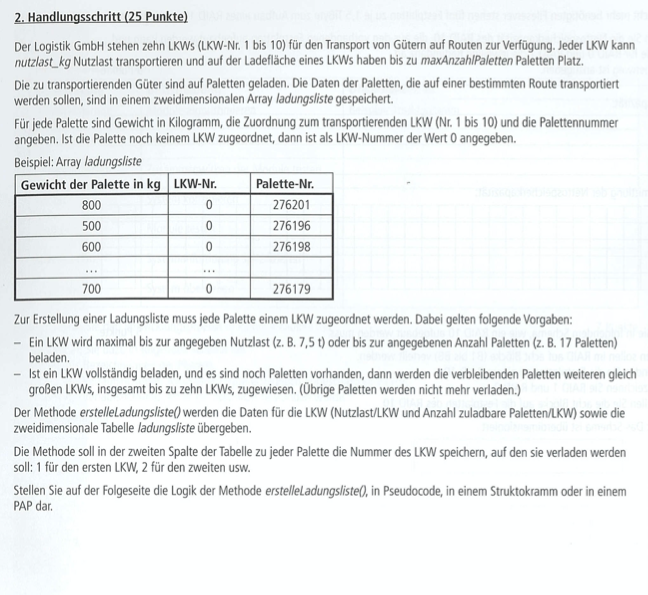 2. Handlungsschritt (25 Punkte)
Der Logistik GmbH stehen zehn LKWs (LKW-Nr. 1 bis 10) für den Transport von Gütern auf Routen zur Verfügung. Jeder LKW kann
nutzlast_kg Nutzlast transportieren und auf der Ladefläche eines LKWs haben bis zu maxAnzahlPaletten Paletten Platz.
Die zu transportierenden Güter sind auf Paletten geladen. Die Daten der Paletten, die auf einer bestimmten Route transportiert
werden sollen, sind in einem zweidimensionalen Array ladungsliste gespeichert.
Für jede Palette sind Gewicht in Kilogramm, die Zuordnung zum transportierenden LKW (Nr. 1 bis 10) und die Palettennummer
angeben. Ist die Palette noch keinem LKW zugeordnet, dann ist als LKW-Nummer der Wert 0 angegeben.
Beispiel: Array ladungsliste
Gewicht der Palette in kg LKW-Nr. Palette-Nr.
800 0 276201
500 0 276196
600 0 276198
... ...
700 0 276179
Zur Erstellung einer Ladungsliste muss jede Palette einem LKW zugeordnet werden. Dabei gelten folgende Vorgaben:
– Ein LKW wird maximal bis zur angegeben Nutzlast (z. B. 7,5 t) oder bis zur angegebenen Anzahl Paletten (z. B. 17 Paletten)
beladen.
– Ist ein LKW vollständig beladen, und es sind noch Paletten vorhanden, dann werden die verbleibenden Paletten weiteren gleich
großen LKWs, insgesamt bis zu zehn LKWs, zugewiesen. (Übrige Paletten werden nicht mehr verladen.)
Der Methode erstelleLadungsliste() werden die Daten für die LKW (Nutzlast/LKW und Anzahl zuladbare Paletten/LKW) sowie die
zweidimensionale Tabelle ladungsliste übergeben.
Die Methode soll in der zweiten Spalte der Tabelle zu jeder Palette die Nummer des LKW speichern, auf den sie verladen werden
soll: 1 für den ersten LKW, 2 für den zweiten usw.
Stellen Sie auf der Folgeseite die Logik der Methode erstelleLadungsliste(), in Pseudocode, in einem Struktokramm oder in einem
PAP dar.